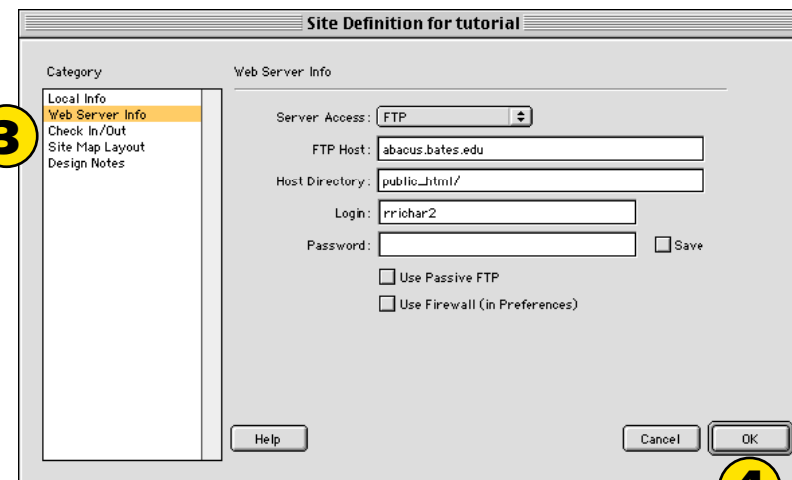 Site Definition for tutorial
Category
Local Info
Web Server Info
Check In/Out
Site Map Layout
Design Notes
3
Web Server Info
Server Access: FTP
FTP Host: abacus.bates.edu
Host Directory: public_html/
Login: rrichar2
Password:
Save
Use Passive FTP
Use Firewall (in Preferences)
Help
Cancel
OK
4